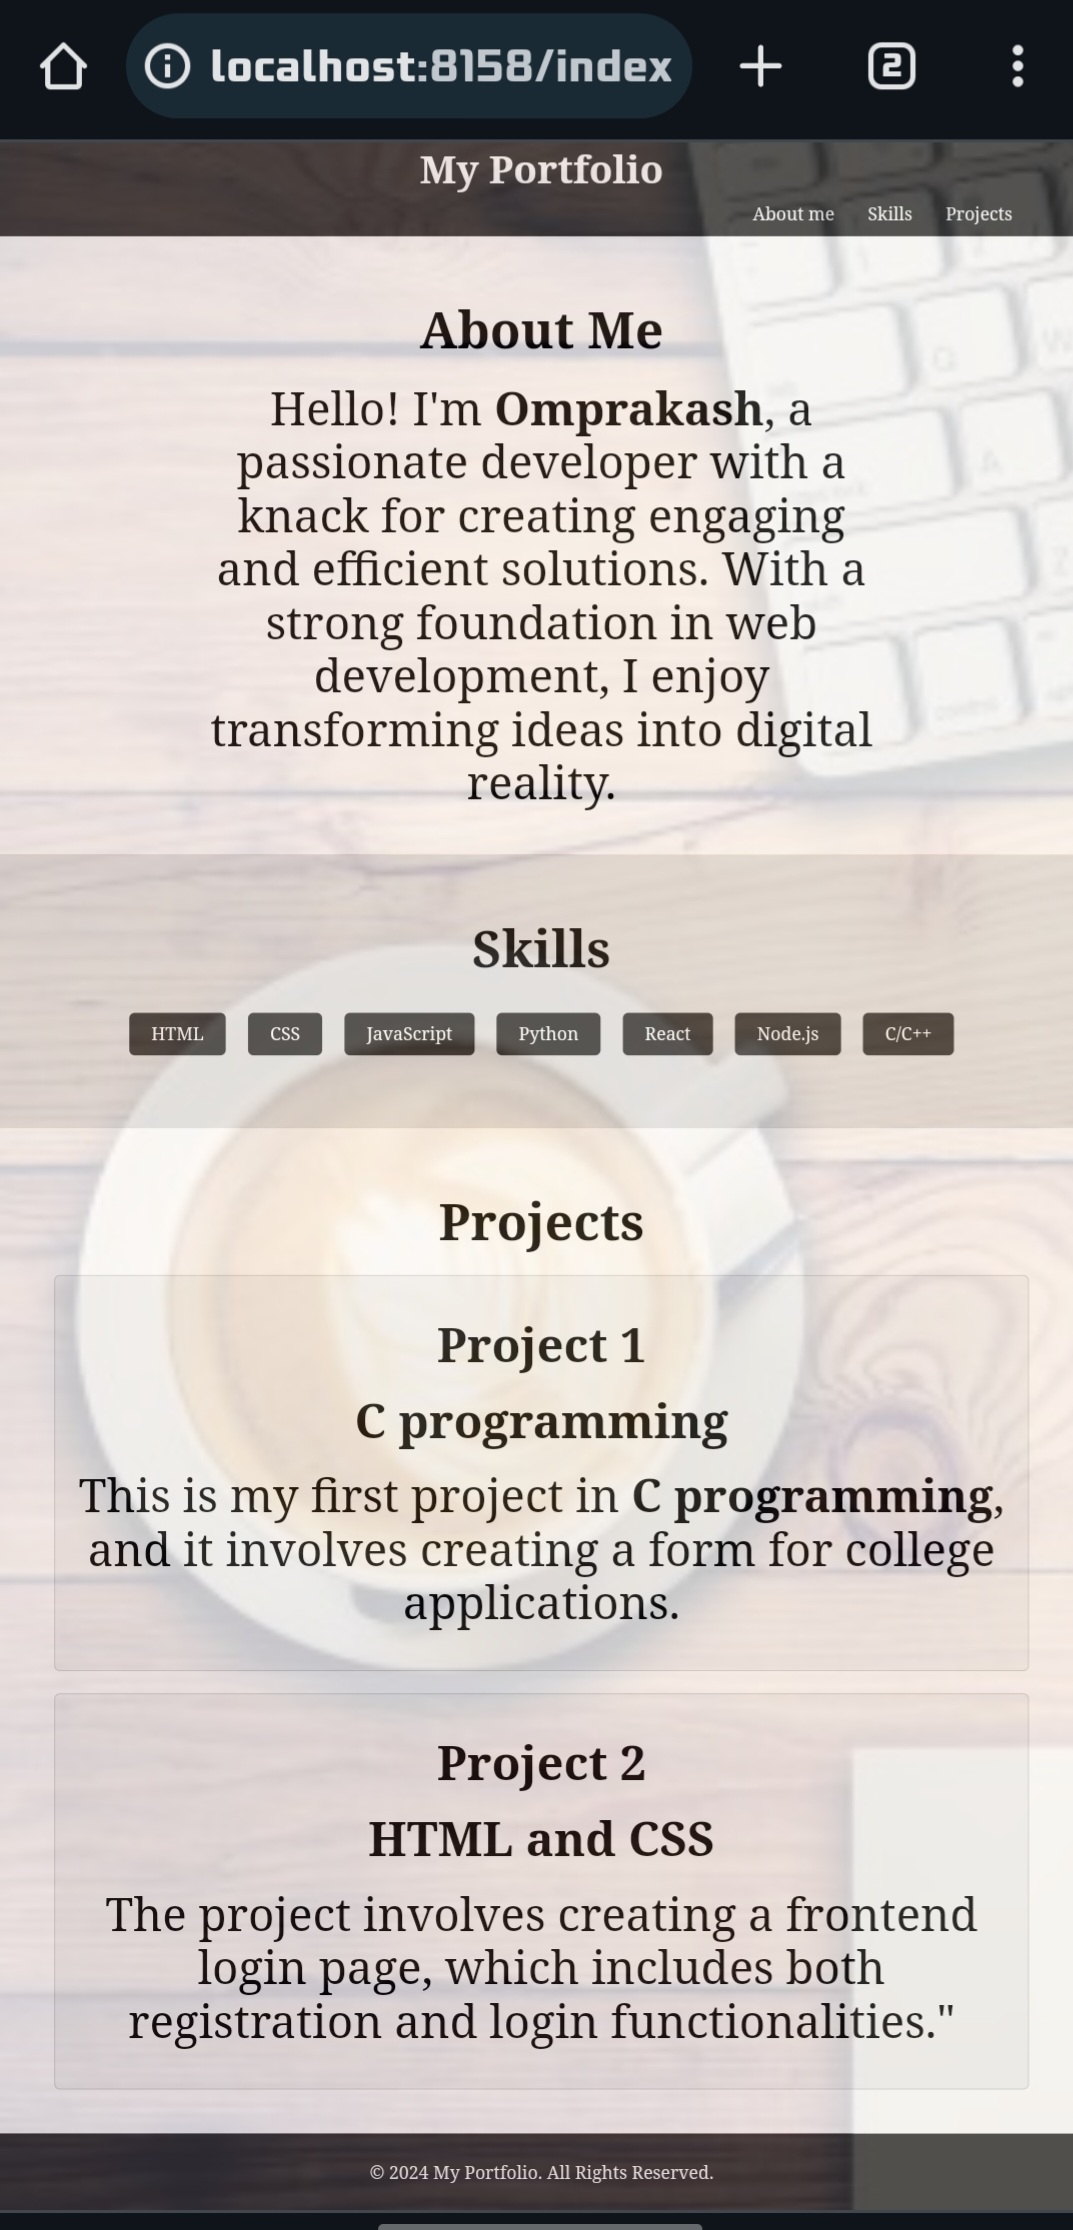 localhost:8158/index
2
My Portfolio
About me Skills Projects
About Me
Hello! I'm Omprakash, a
passionate developer with a
knack for creating engaging
and efficient solutions. With a
strong foundation in web
development, I enjoy
transforming ideas into digital
reality.
Skills
HTML CSS JavaScript Python React Node.js C/C++
Projects
Project 1
C programming
This is my first project in C programming,
and it involves creating a form for college
applications.
Project 2
HTML and CSS
The project involves creating a frontend
login page, which includes both
registration and login functionalities."
© 2024 My Portfolio. All Rights Reserved.